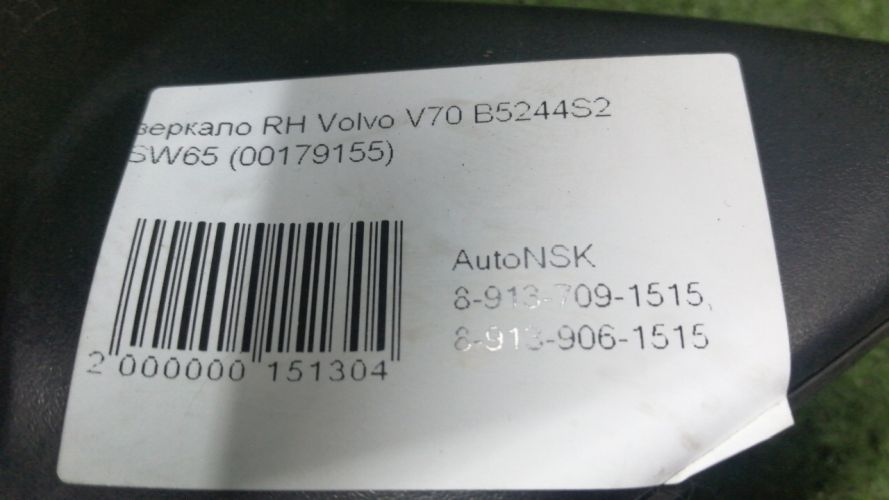 зеркало RH Volvo V70 B5244S2
SW65 (00179155)
AutoNSK
8-913-709-1515,
8-913-906-1515
2 000000 151304